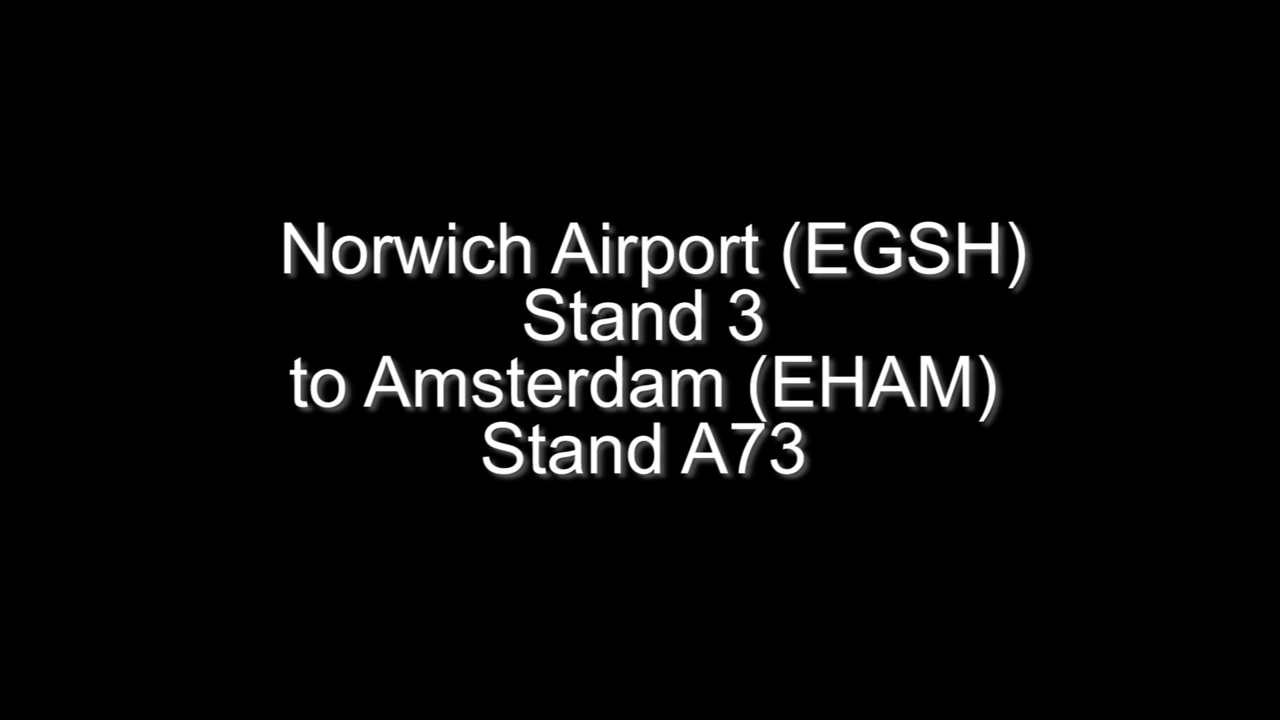 Norwich Airport (EGSH)
Stand 3
to Amsterdam (EHAM)
Stand A73